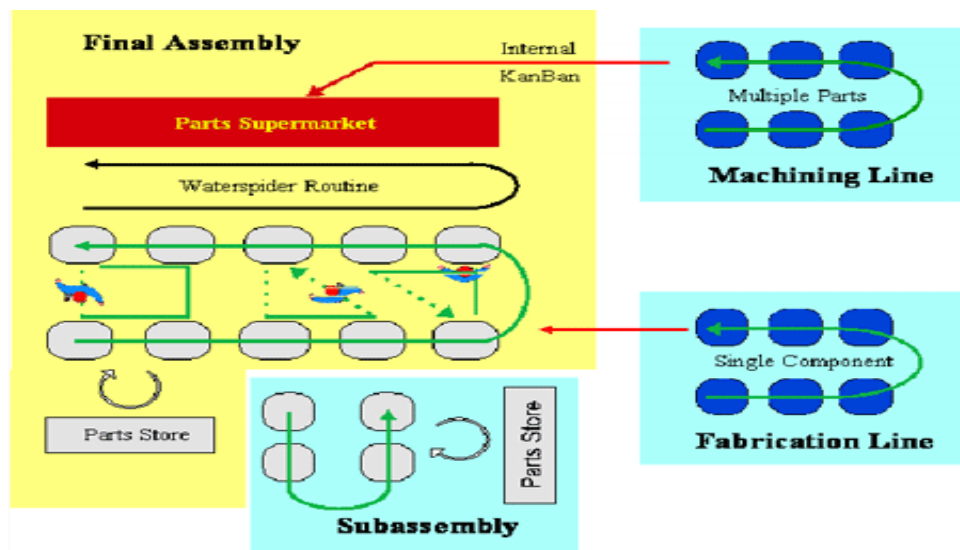 Final Assembly
Internal
KanBan
Parts Supermarket
Waterspider Routine
Parts Store
Parts Store
Subassembly
Multiple Parts
Machining Line
Single Component
Fabrication Line